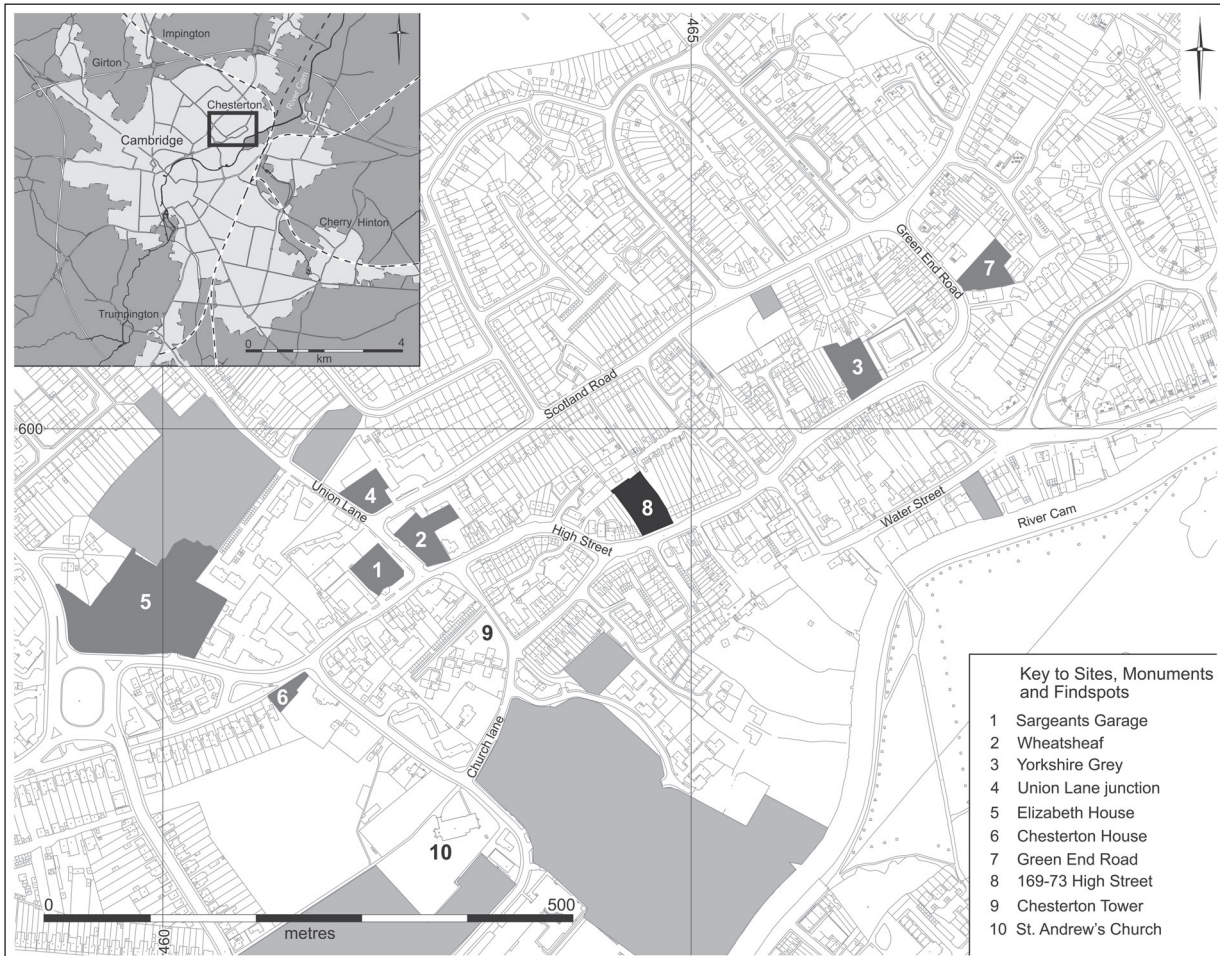 Impington
Girton
River Cam
Chesterton
Cambridge
Cherry Hinton
Trumpington
0 4
km
465
Green End Road
7
3
Scotland Road
600
Union Lane
4
8
2
High Street
Water Street
River Cam
1
5
9
6
Church lane
10
0 500
metres
460
Key to Sites, Monuments
and Findspots
1 Sargeants Garage
2 Wheatsheaf
3 Yorkshire Grey
4 Union Lane junction
5 Elizabeth House
6 Chesterton House
7 Green End Road
8 169-73 High Street
9 Chesterton Tower
10 St. Andrew's Church